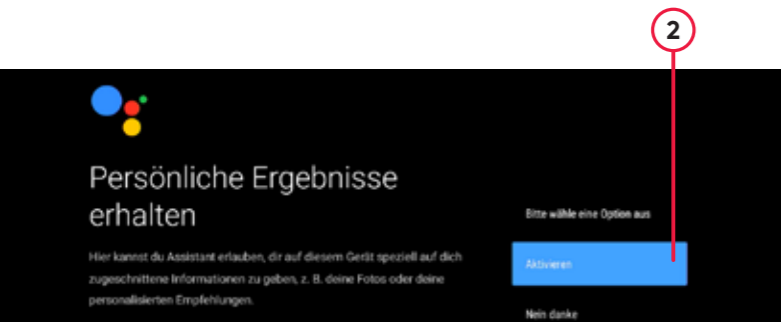 2
Persönliche Ergebnisse
erhalten
Hier kannst du Assistant erlauben, dir auf diesem Gerät speziell auf dich
zugeschnittene Informationen zu geben, z. B. deine Fotos oder deine
personalisierten Empfehlungen.
Bitte wähle eine Option aus
Aktivieren
Nein danke